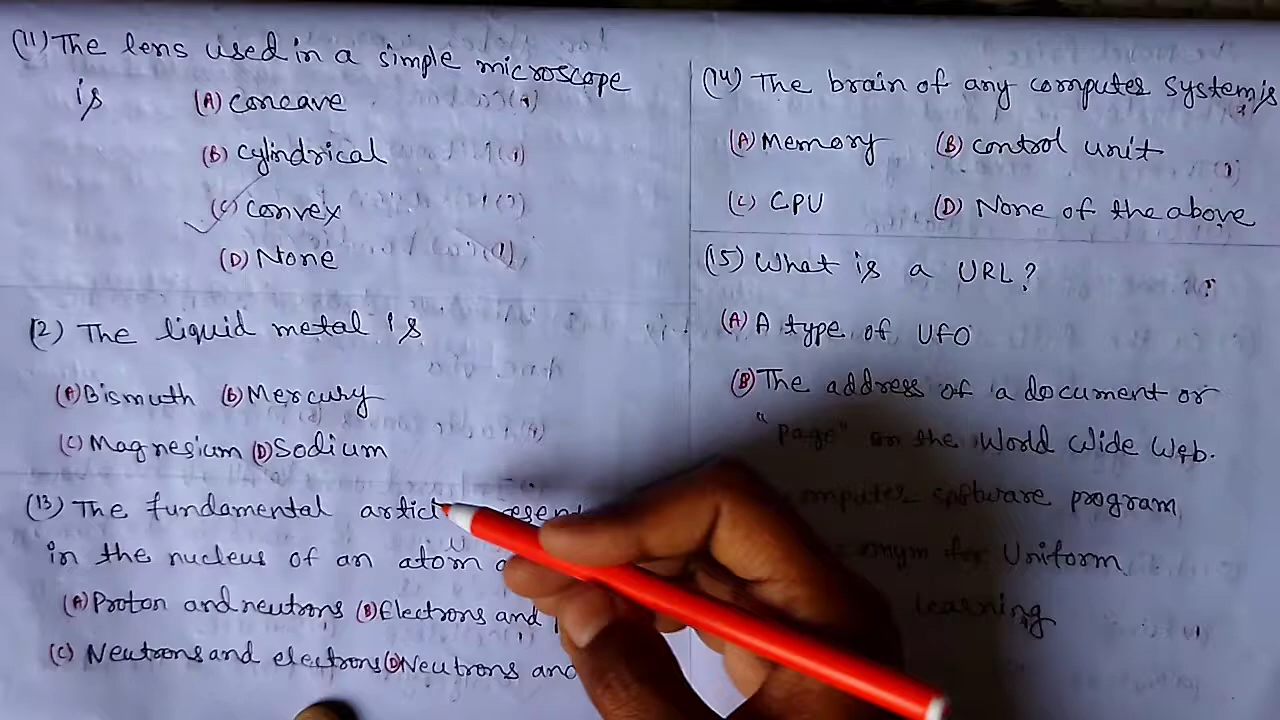 (11) The lens used in a simple microscope
is (A) concave
(B) cylindrical
(C) convex
(D) None
(2) The liquid metal is
(A) Bismuth (B) Mercury
(C) Magnesium (D) Sodium
(13) The fundamental articl
in the nucleus of an atom
(A) Proton and neutrons (B) Electrons and
(C) Neutrons and electrons (D) Neutrons and
(14) The brain of any computer system is
(A) Memory (B) control unit
(C) CPU (D) None of the above
(15) What is a URL?
(A) A type of UFO
(B) The address of a document or
"page" on the World Wide Web.
software program
for Uniform
learning